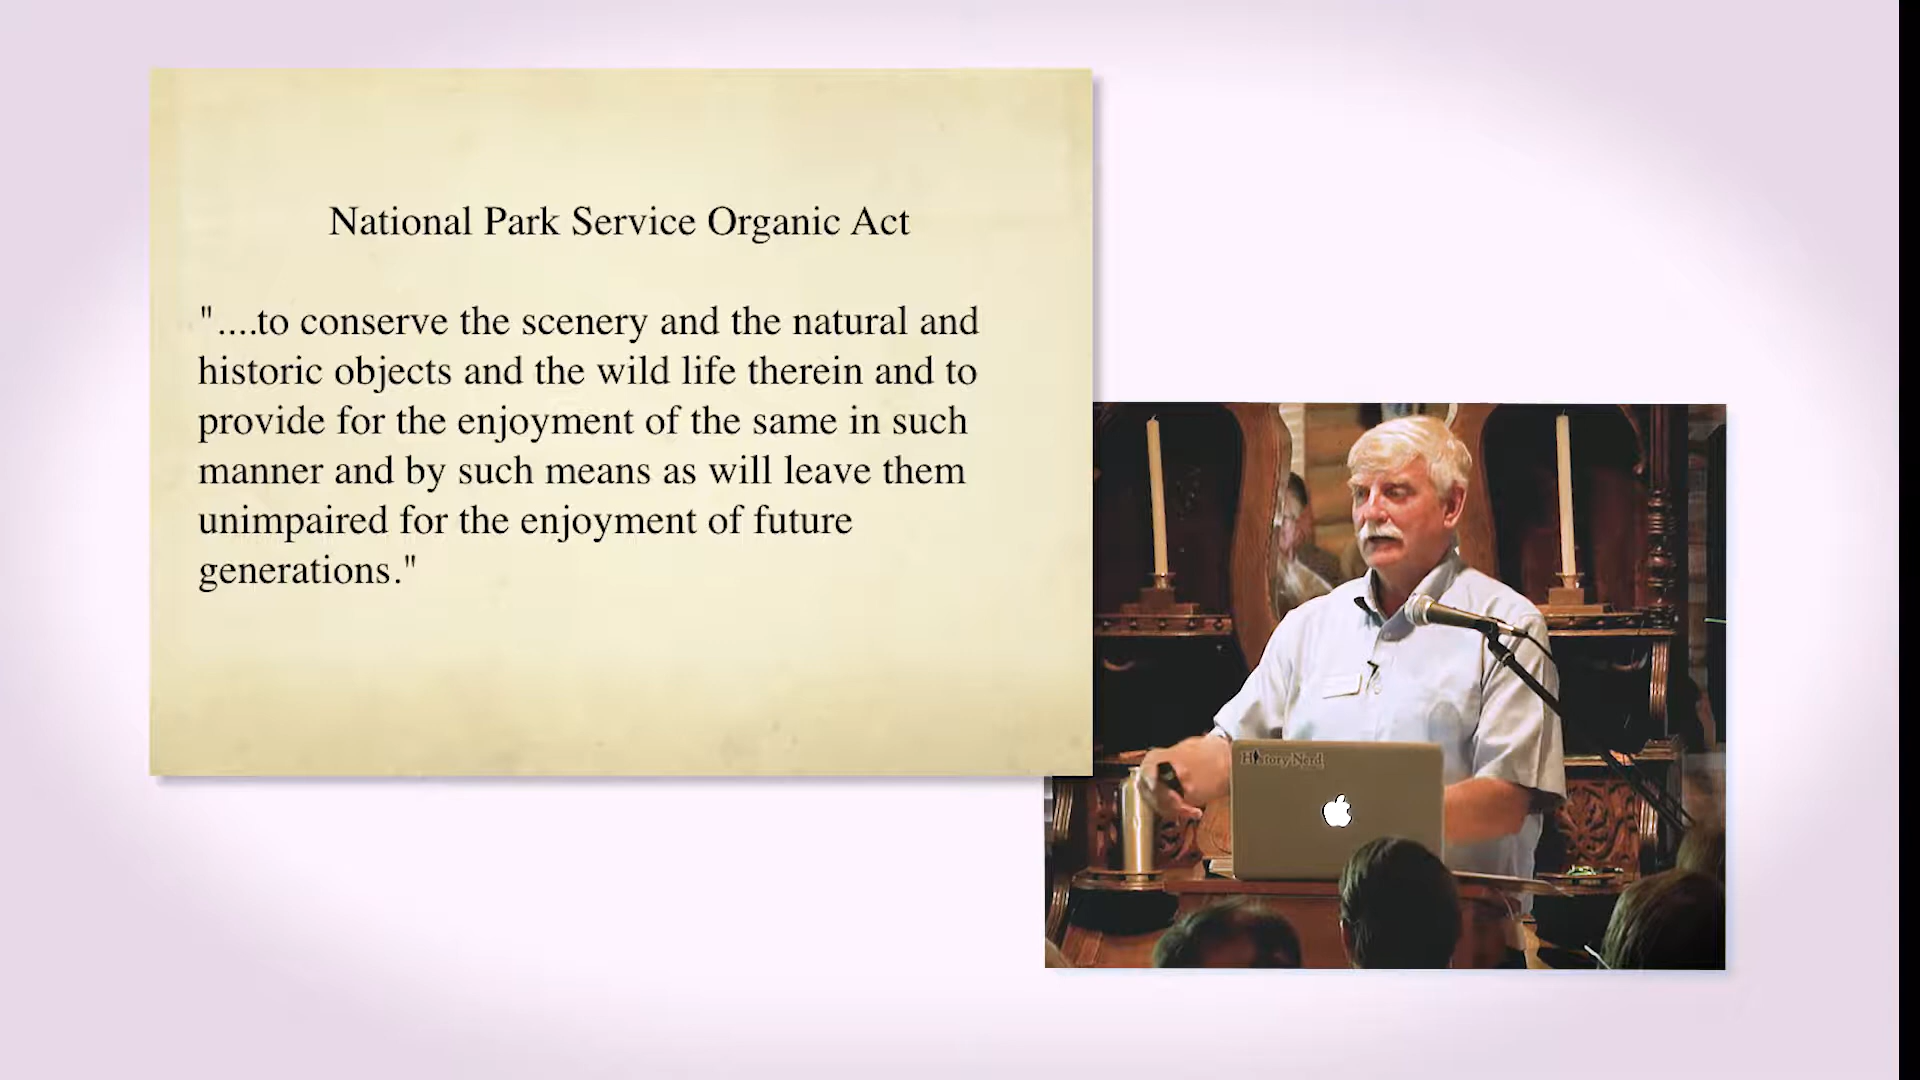 National Park Service Organic Act
"....to conserve the scenery and the natural and
historic objects and the wild life therein and to
provide for the enjoyment of the same in such
manner and by such means as will leave them
unimpaired for the enjoyment of future
generations."
History Nerd